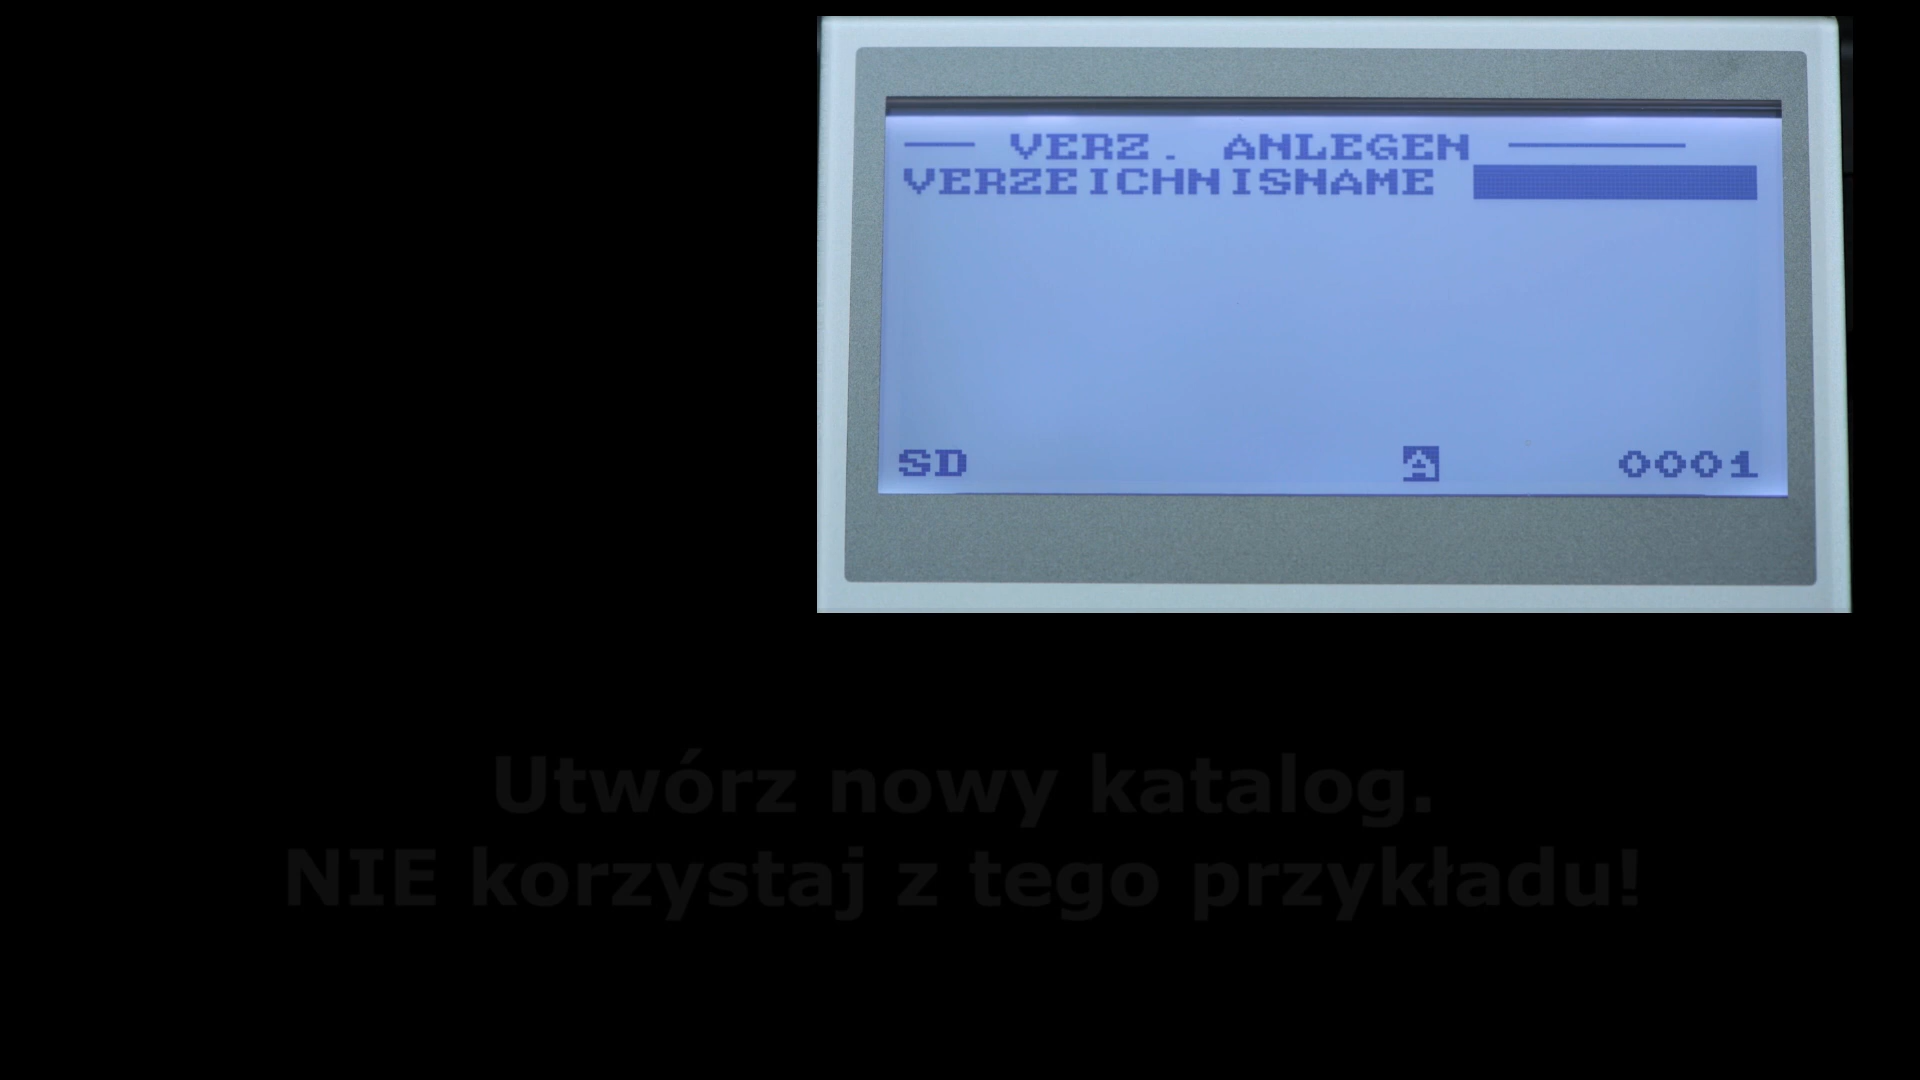 VERZ. ANLEGEN
VERZEICHNISNAME
SD A 0001
Utwórz nowy katalog.
NIE korzystaj z tego przykładu!